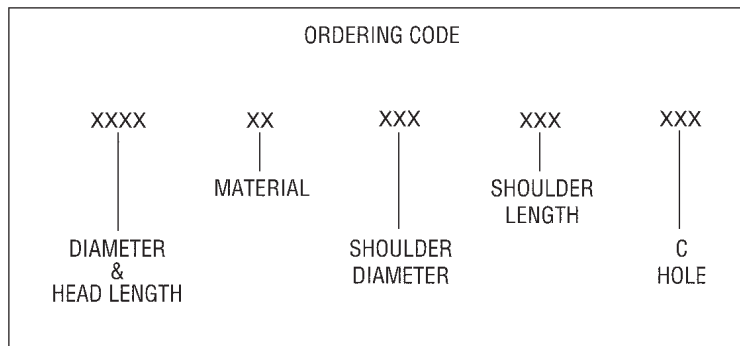 ORDERING CODE
XXXX XX XXX XXX XXX
MATERIAL
SHOULDER
LENGTH
DIAMETER
&
HEAD LENGTH
SHOULDER
DIAMETER
C
HOLE